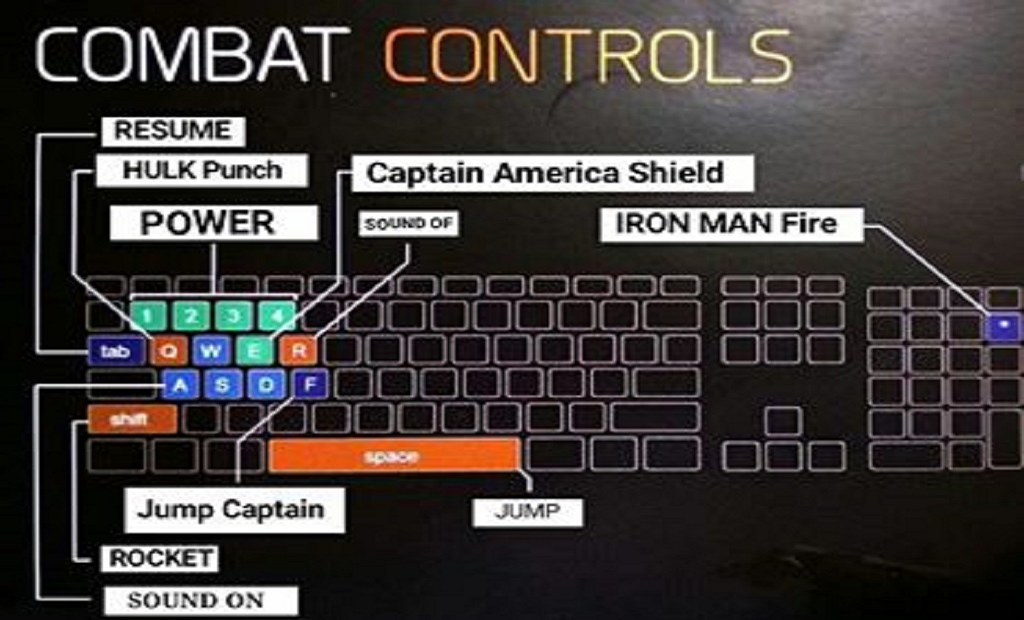 COMBAT CONTROLS
RESUME
HULK Punch
Captain America Shield
POWER
SOUND OF
IRON MAN Fire
1 2 3 4
*
tab Q W E R
A S D F
shift
space
Jump Captain
JUMP
ROCKET
SOUND ON